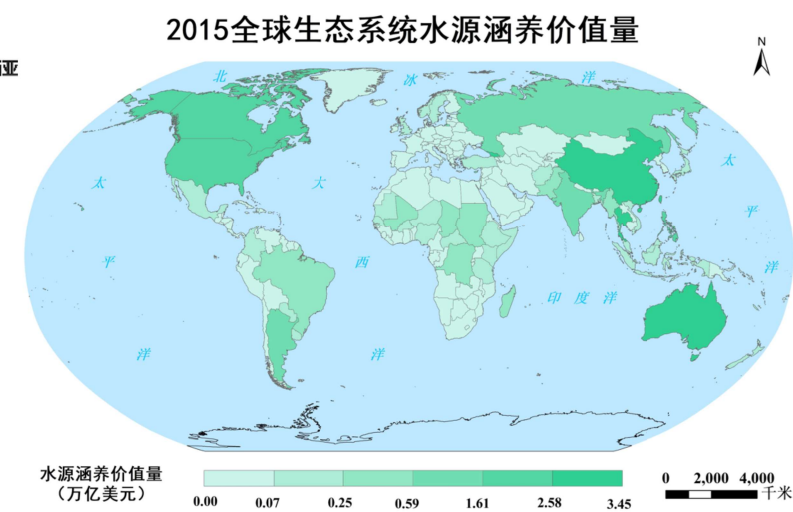 2015全球生态系统水源涵养价值量
亚
N
北 冰 洋
太 平 洋
大 西 洋
太 平 洋
印 度 洋
水源涵养价值量
（万亿美元）
0.00 0.07 0.25 0.59 1.61 2.58 3.45
0 2,000 4,000
千米